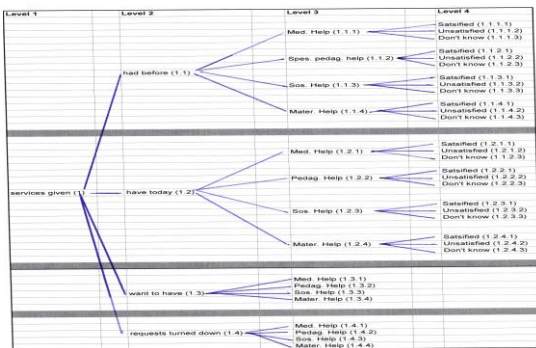 Level 1 Level 2 Level 3 Level 4
Med. Help (1.1.1)
Satsified (1.1.1.1)
Unsatisfied (1.1.1.2)
Don't know (1.1.1.3)
had before (1.1)
Spes. pedag. help (1.1.2)
Satsified (1.1.2.1)
Unsatisfied (1.1.2.2)
Don't know (1.1.2.3)
Sos. Help (1.1.3)
Satsified (1.1.3.1)
Unsatisfied (1.1.3.2)
Don't know (1.1.3.3)
Mater. Help (1.1.4)
Satsified (1.1.4.1)
Unsatisfied (1.1.4.2)
Don't know (1.1.4.3)
services given (1)
have today (1.2)
Med. Help (1.2.1)
Satsified (1.2.1.1)
Unsatisfied (1.2.1.2)
Don't know (1.1.2.3)
Pedag. Help (1.2.2)
Satsified (1.2.2.1)
Unsatisfied (1.2.2.2)
Don't know (1.2.2.3)
Sos. Help (1.2.3)
Satsified (1.2.3.1)
Unsatisfied (1.2.3.2)
Don't know (1.2.3.3)
Mater. Help (1.2.4)
Satsified (1.2.4.1)
Unsatisfied (1.2.4.2)
Don't know (1.2.4.3)
want to have (1.3)
Med. Help (1.3.1)
Pedag. Help (1.3.2)
Sos. Help (1.3.3)
Mater. Help (1.3.4)
requests turned down (1.4)
Med. Help (1.4.1)
Pedag. Help (1.4.2)
Sos. Help (1.4.3)
Mater. Help (1.4.4)